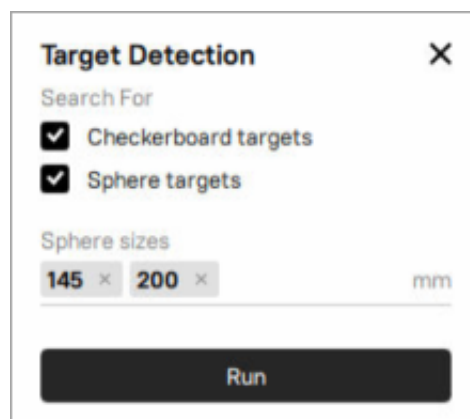 Target Detection
Search For
Checkerboard targets
Sphere targets
Sphere sizes
145 × 200 × mm
Run